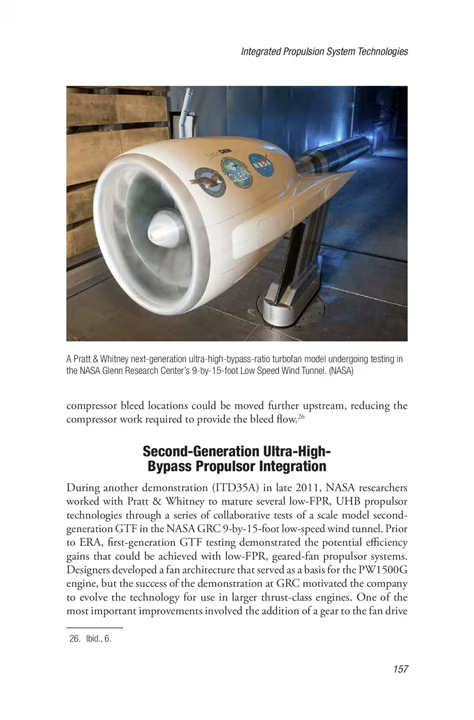 Integrated Propulsion System Technologies
NASA
A Pratt & Whitney next-generation ultra-high-bypass-ratio turbofan model undergoing testing in
the NASA Glenn Research Center’s 9-by-15-foot Low Speed Wind Tunnel. (NASA)
compressor bleed locations could be moved further upstream, reducing the
compressor work required to provide the bleed flow.26
Second-Generation Ultra-High-
Bypass Propulsor Integration
During another demonstration (ITD35A) in late 2011, NASA researchers
worked with Pratt & Whitney to mature several low-FPR, UHB propulsor
technologies through a series of collaborative tests of a scale model second-
generation GTF in the NASA GRC 9-by-15-foot low-speed wind tunnel. Prior
to ERA, first-generation GTF testing demonstrated the potential efficiency
gains that could be achieved with low-FPR, geared-fan propulsor systems.
Designers developed a fan architecture that served as a basis for the PW1500G
engine, but the success of the demonstration at GRC motivated the company
to evolve the technology for use in larger thrust-class engines. One of the
most important improvements involved the addition of a gear to the fan drive
26. Ibid., 6.
157